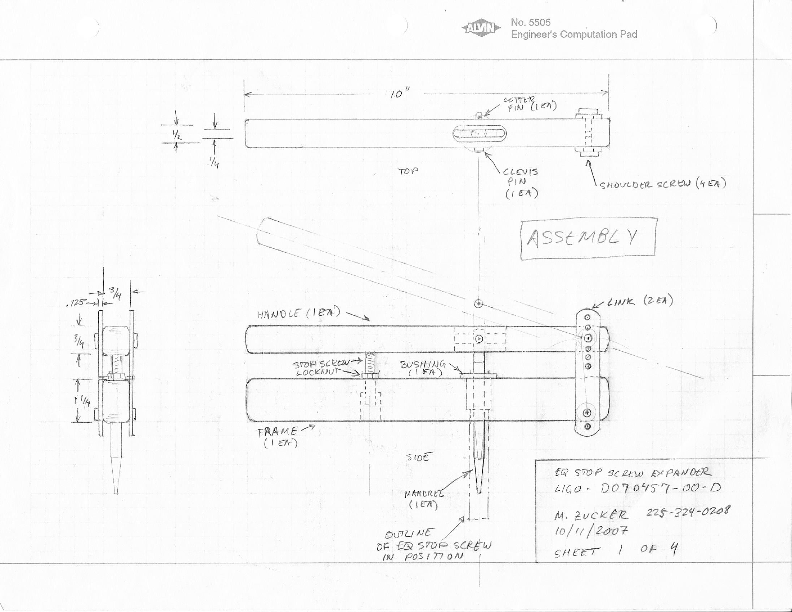 ALVIN
No. 5505
Engineer's Computation Pad
10"
COTTER
PIN (1 EA)
1/2
1/4
TOP
CLEVIS
PIN
(1 EA)
SHOULDER SCREW (4 EA)
ASSEMBLY
3/4
.125
LINK (2 EA)
HANDLE (1 EA)
3/4
STOP SCREW
LOCKNUT
BUSHING
(1 EA)
1 1/4
FRAME
(1 EA)
SIDE
MANDREL
(1 EA)
OUTLINE
OF EQ STOP SCREW
IN POSITION
EQ STOP SCREW EXPANDER
LIGO - D070457-00-D
M. ZUCKER 225-324-0208
10/11/2007
SHEET 1 OF 4